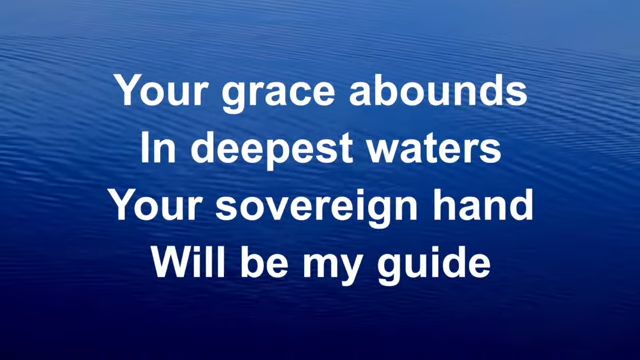 Your grace abounds
In deepest waters
Your sovereign hand
Will be my guide